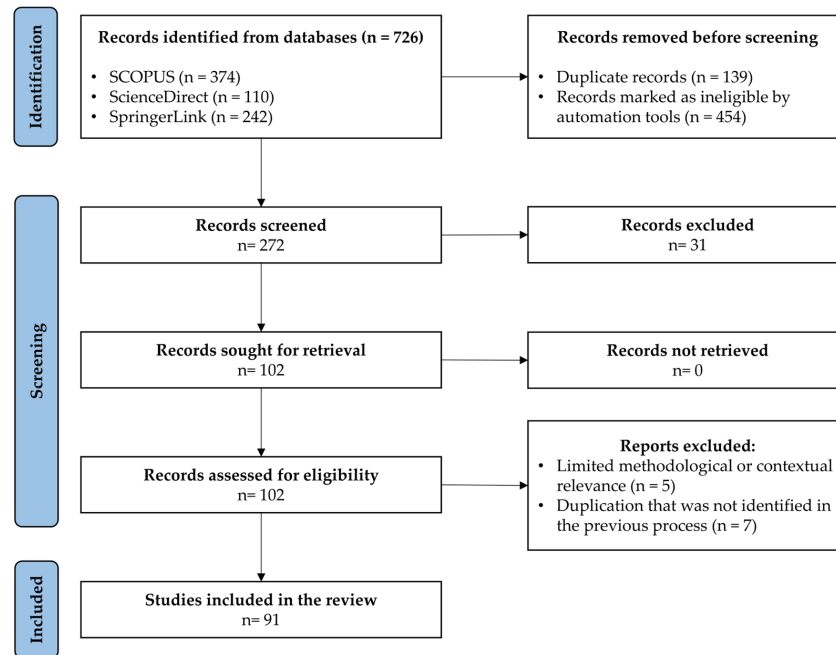 Identification
Records identified from databases (n = 726)
• SCOPUS (n = 374)
• ScienceDirect (n = 110)
• SpringerLink (n = 242)
Records removed before screening
• Duplicate records (n = 139)
• Records marked as ineligible by
automation tools (n = 454)
Screening
Records screened
n= 272
Records excluded
n= 31
Records sought for retrieval
n= 102
Records not retrieved
n= 0
Records assessed for eligibility
n= 102
Reports excluded:
• Limited methodological or contextual
relevance (n = 5)
• Duplication that was not identified in
the previous process (n = 7)
Included
Studies included in the review
n= 91